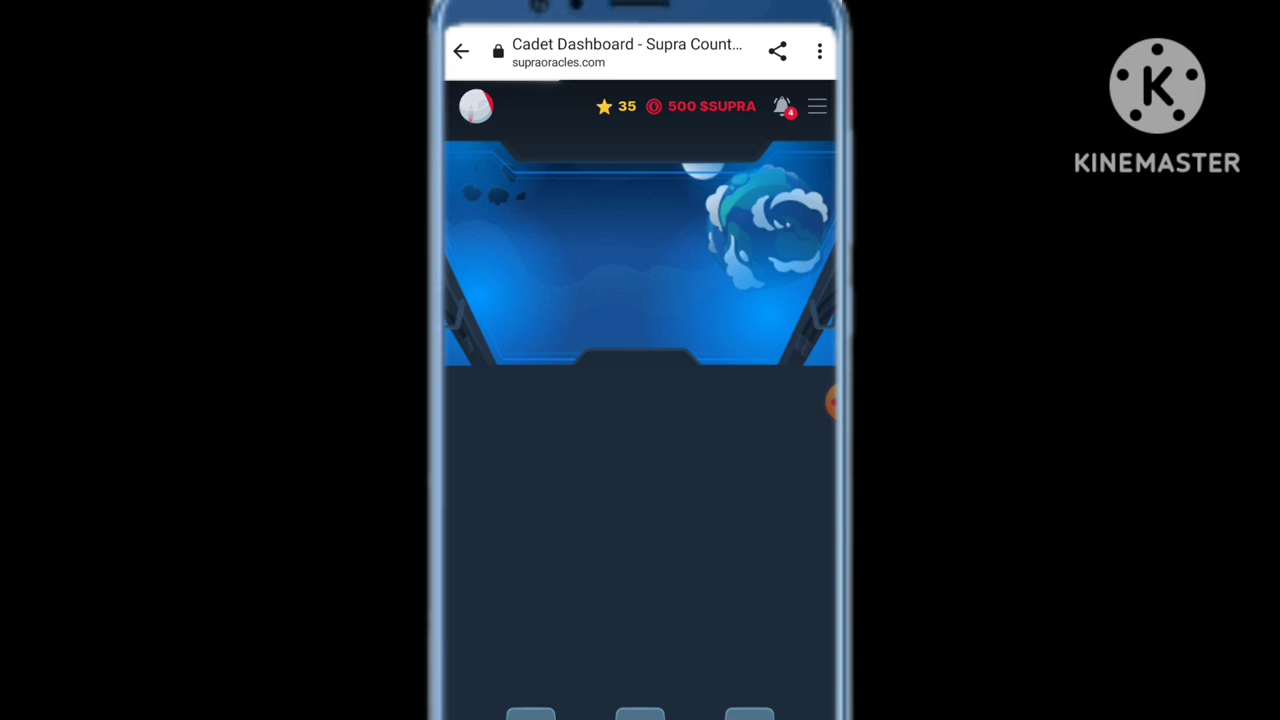 Cadet Dashboard - Supra Count...
supraoracles.com
35
500 $SUPRA
4
K
KINEMASTER